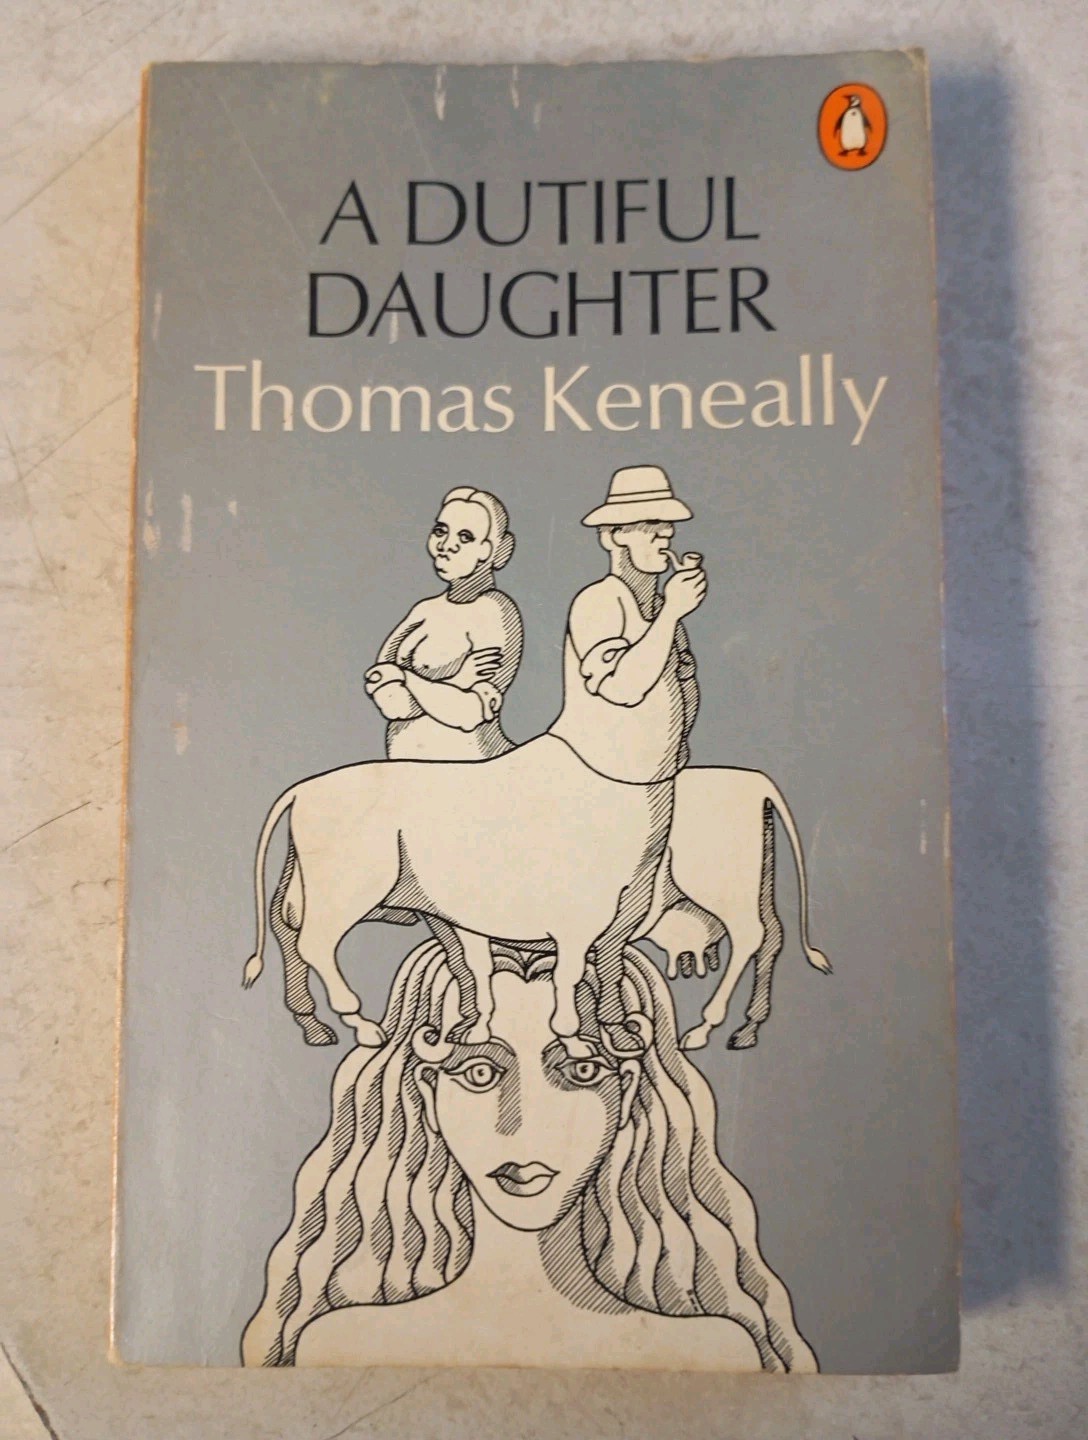 A DUTIFUL
DAUGHTER
Thomas Keneally